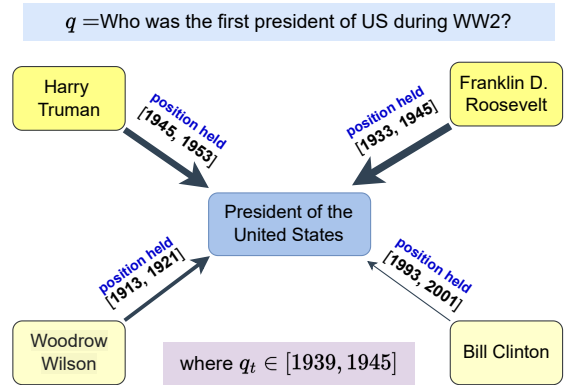 q =Who was the first president of US during WW2?
Harry
Truman
Franklin D.
Roosevelt
position held
[1945, 1953]
position held
[1933, 1945]
President of the
United States
position held
[1913, 1921]
position held
[1993, 2001]
Woodrow
Wilson
where q_t ∈ [1939, 1945]
Bill Clinton